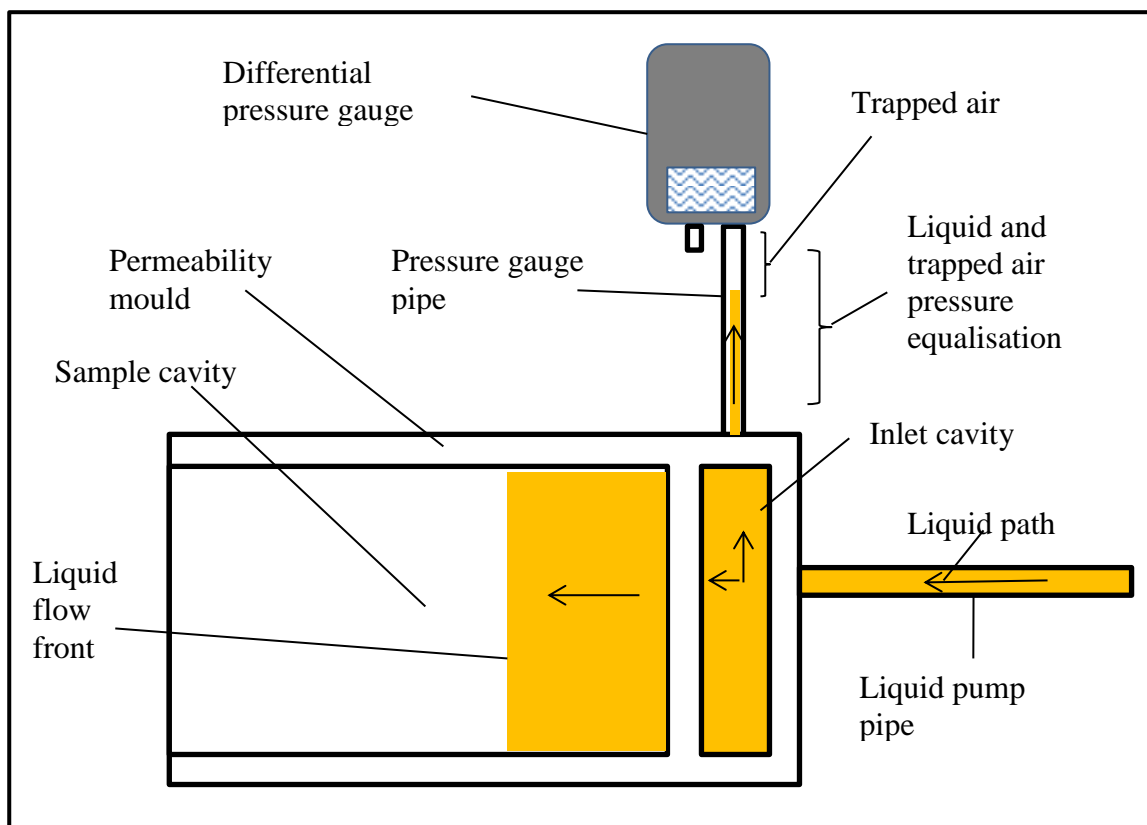 Differential
pressure gauge
Trapped air
Permeability
mould
Pressure gauge
pipe
Liquid and
trapped air
pressure
equalisation
Sample cavity
Inlet cavity
Liquid path
Liquid
flow
front
Liquid pump
pipe